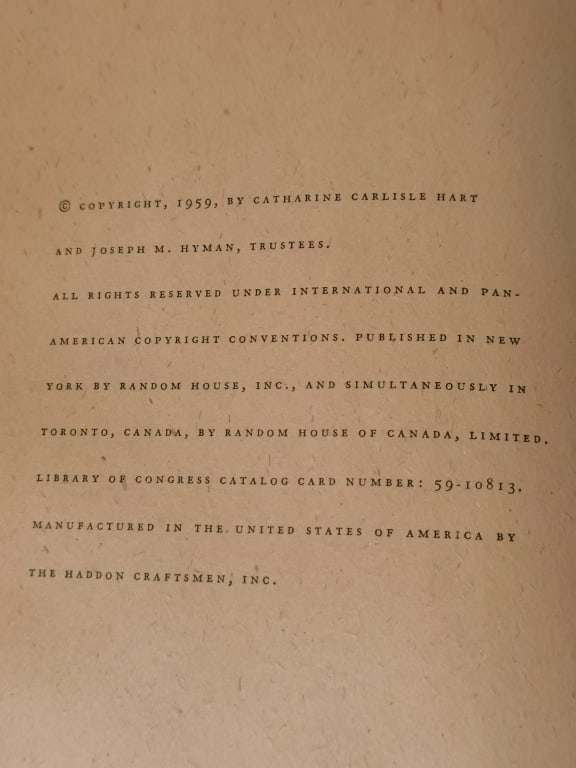 © COPYRIGHT, 1959, BY CATHARINE CARLISLE HART
AND JOSEPH M. HYMAN, TRUSTEES.
ALL RIGHTS RESERVED UNDER INTERNATIONAL AND PAN-
AMERICAN COPYRIGHT CONVENTIONS. PUBLISHED IN NEW
YORK BY RANDOM HOUSE, INC., AND SIMULTANEOUSLY IN
TORONTO, CANADA, BY RANDOM HOUSE OF CANADA, LIMITED.
LIBRARY OF CONGRESS CATALOG CARD NUMBER: 59-10813.
MANUFACTURED IN THE UNITED STATES OF AMERICA BY
THE HADDON CRAFTSMEN, INC.